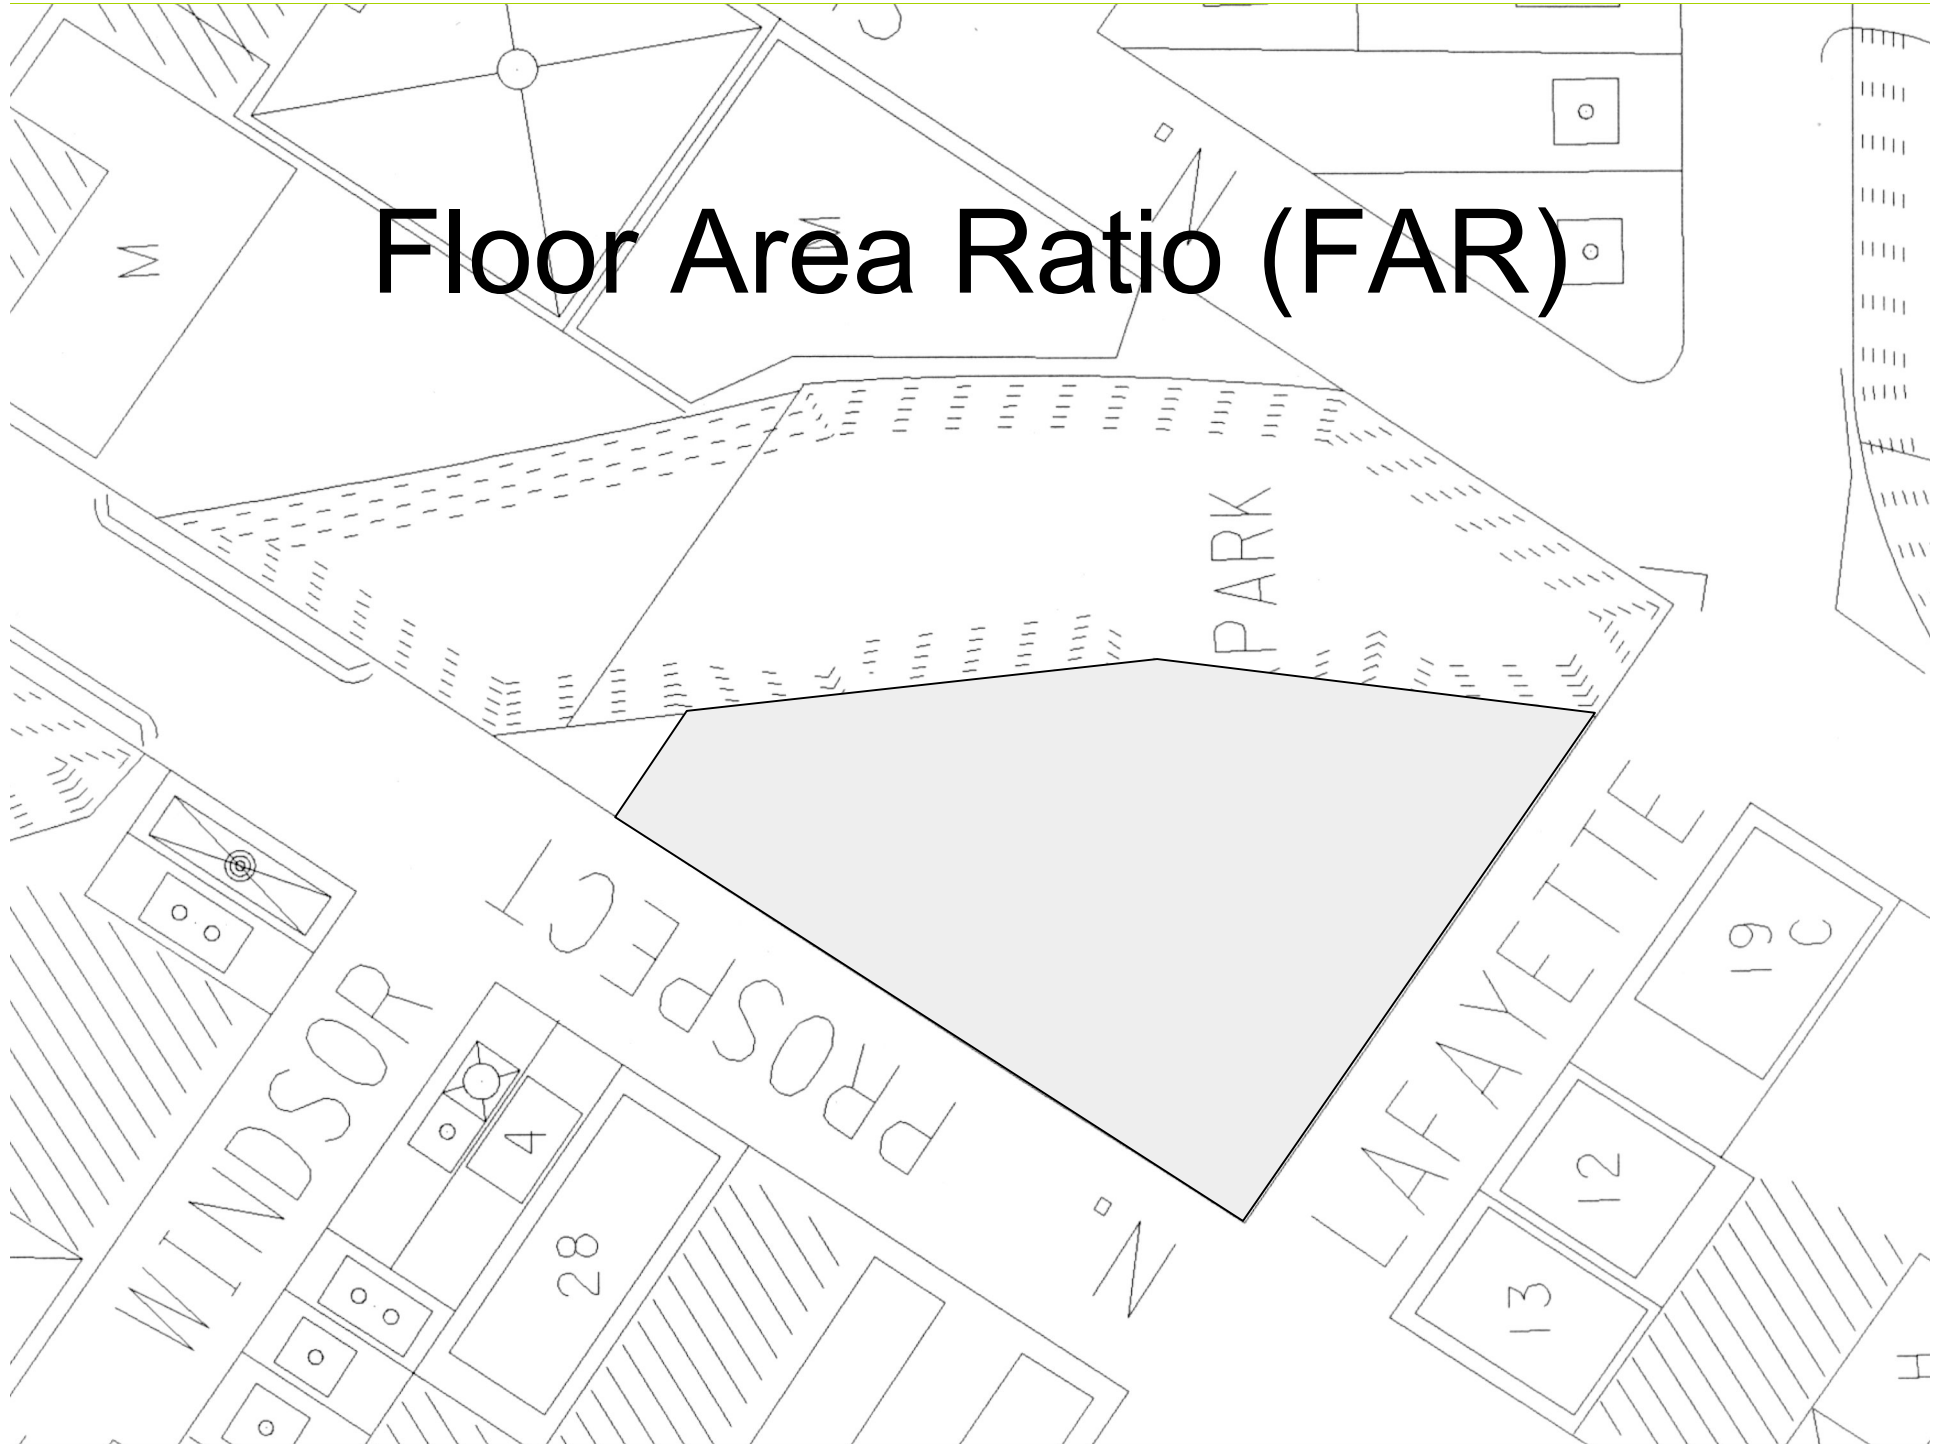 M
M
N
Floor Area Ratio (FAR)
PARK
PROSPECT
N
WINDSOR
LAFAYETTE
19
C
4
12
28
13
H